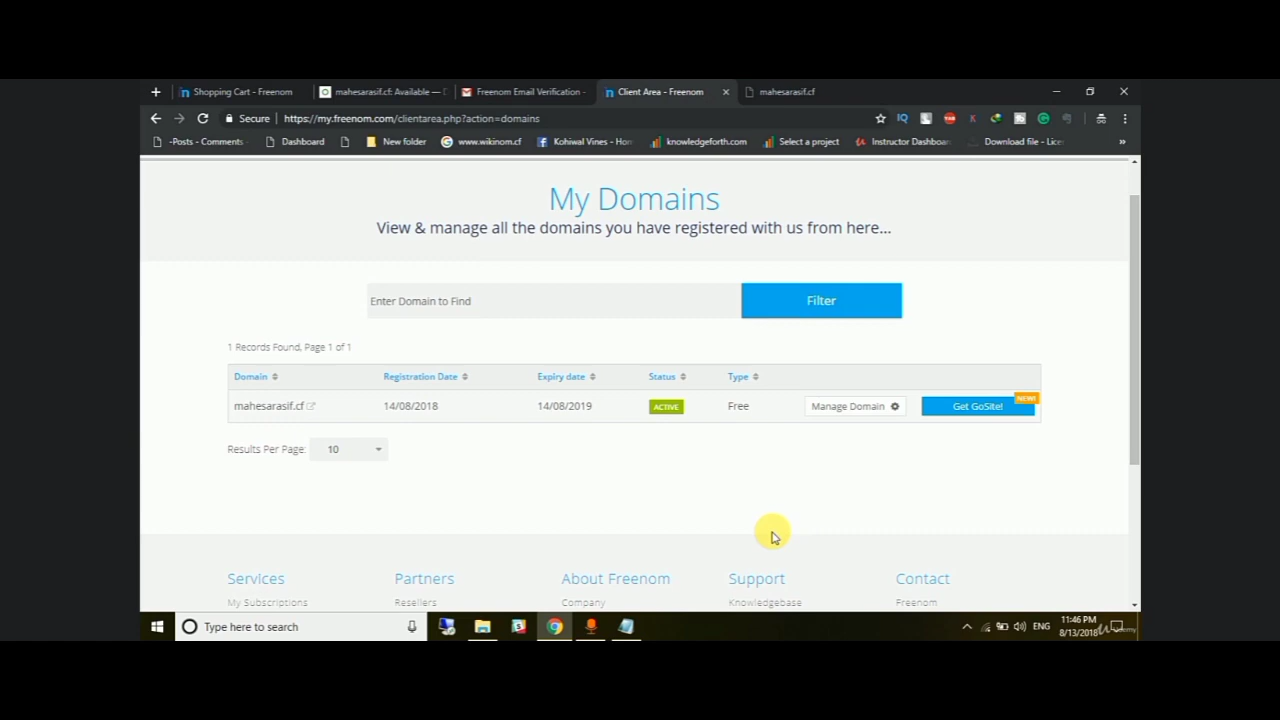 Shopping Cart - Freenom
mahesarasif.cf: Available —
Freenom Email Verification -
Client Area - Freenom
mahesarasif.cf
Secure
https://my.freenom.com/clientarea.php?action=domains
-Posts - Comments
Dashboard
New folder
www.wikinom.cf
Kohiwal Vines - Hom
knowledgeforth.com
Select a project
Instructor Dashboa
Download file - Lice
My Domains
View & manage all the domains you have registered with us from here...
Enter Domain to Find
Filter
1 Records Found, Page 1 of 1
Domain
Registration Date
Expiry date
Status
Type
mahesarasif.cf
14/08/2018
14/08/2019
ACTIVE
Free
Manage Domain
Get GoSite!
NEW!
Results Per Page:
10
Services
Partners
About Freenom
Support
Contact
My Subscriptions
Resellers
Company
Knowledgebase
Freenom
Type here to search
ENG
11:46 PM
8/13/2018